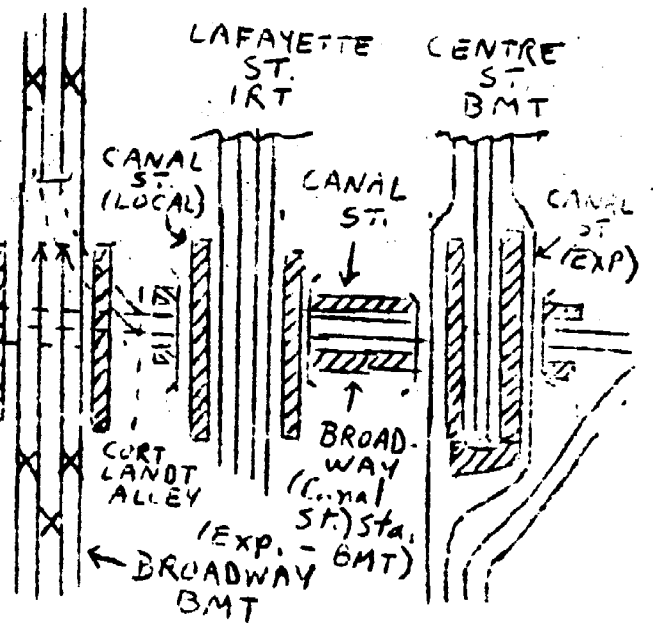 LAFAYETTE
ST.
IRT
CENTRE
ST.
BMT
CANAL
ST.
(LOCAL)
CANAL
ST.
CANAL
ST
(EXP)
CORT
LANDT
ALLEY
BROAD-
WAY
(Canal
St.) Sta.
(Exp. -
BMT)
BROADWAY
BMT